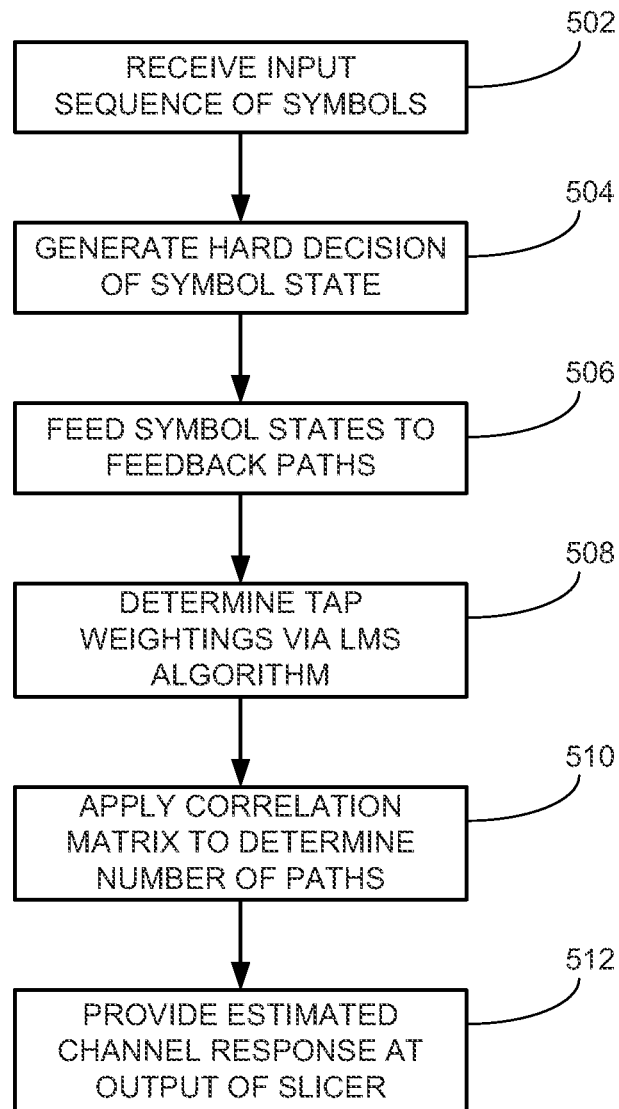 502
RECEIVE INPUT
SEQUENCE OF SYMBOLS
504
GENERATE HARD DECISION
OF SYMBOL STATE
506
FEED SYMBOL STATES TO
FEEDBACK PATHS
508
DETERMINE TAP
WEIGHTINGS VIA LMS
ALGORITHM
510
APPLY CORRELATION
MATRIX TO DETERMINE
NUMBER OF PATHS
512
PROVIDE ESTIMATED
CHANNEL RESPONSE AT
OUTPUT OF SLICER